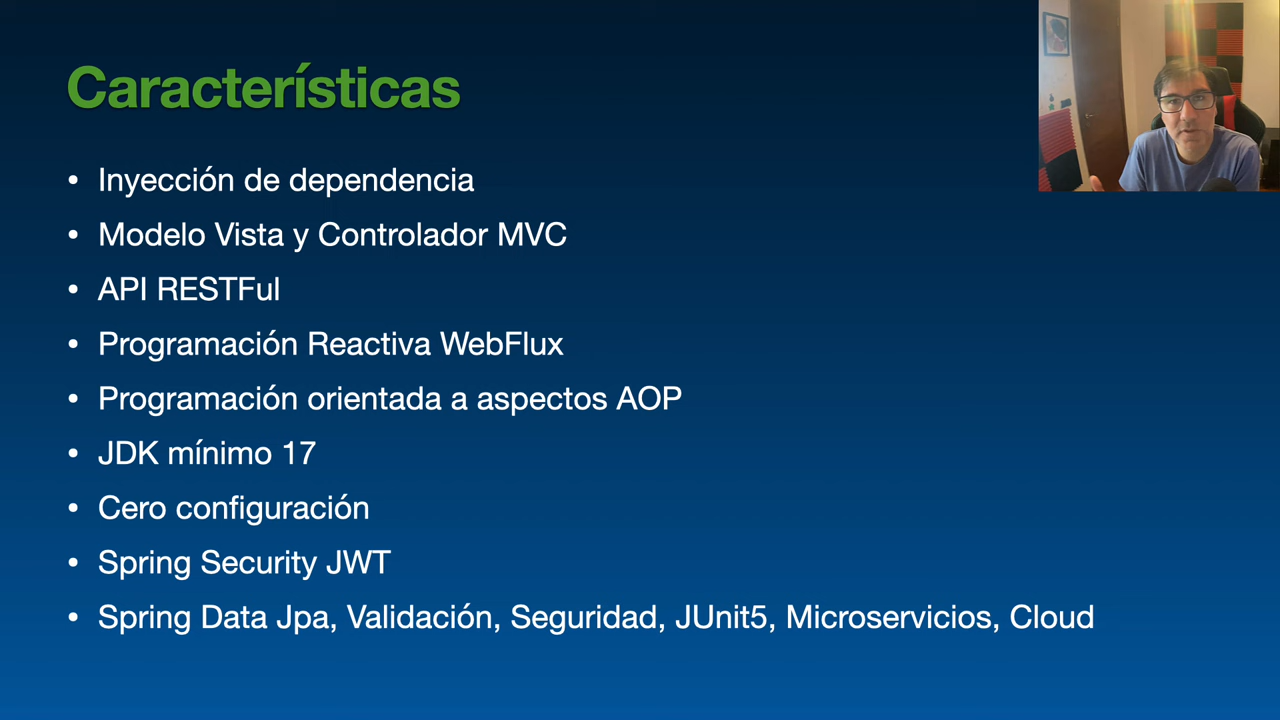 Características
• Inyección de dependencia
• Modelo Vista y Controlador MVC
• API RESTFul
• Programación Reactiva WebFlux
• Programación orientada a aspectos AOP
• JDK mínimo 17
• Cero configuración
• Spring Security JWT
• Spring Data Jpa, Validación, Seguridad, JUnit5, Microservicios, Cloud